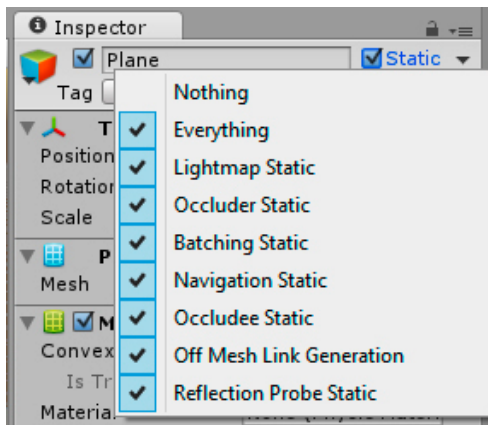 Inspector
Plane Static
Tag
Nothing
Everything
Position
Lightmap Static
Rotation
Scale
Occluder Static
Batching Static
Mesh
Navigation Static
Occludee Static
Convex
Off Mesh Link Generation
Is Tr
Reflection Probe Static
Material